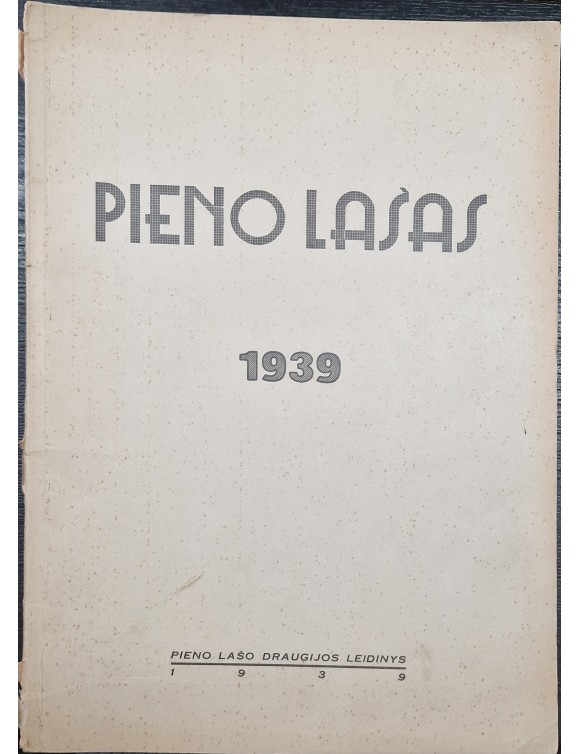 PIENO LAŠAS
1939
PIENO LAŠO DRAUGIJOS LEIDINYS
1 9 3 9